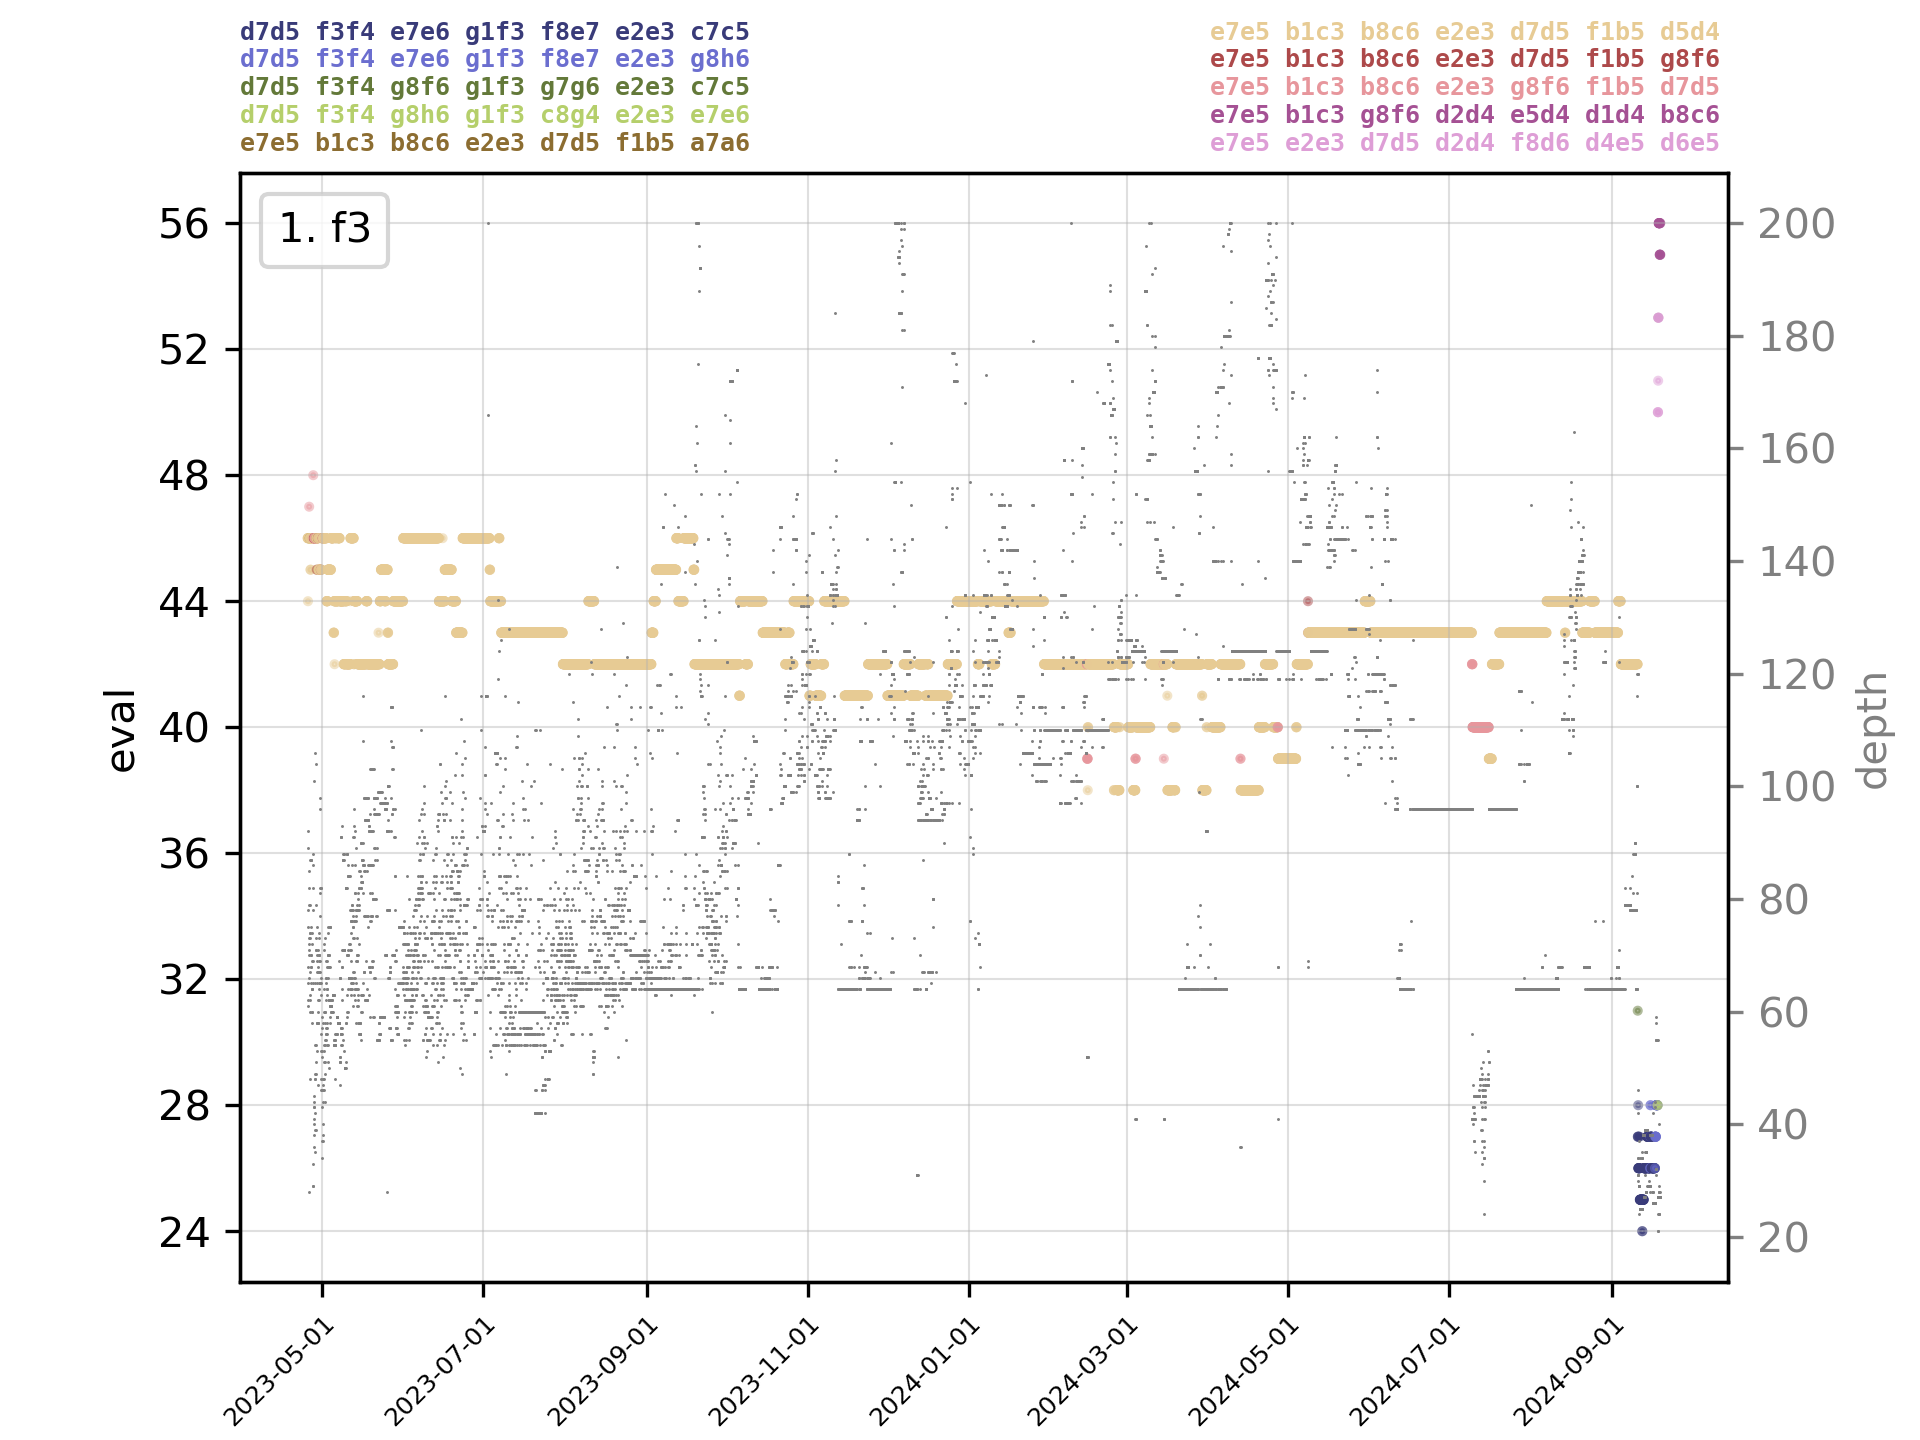 d7d5 f3f4 e7e6 g1f3 f8e7 e2e3 c7c5
d7d5 f3f4 e7e6 g1f3 f8e7 e2e3 g8h6
d7d5 f3f4 g8f6 g1f3 g7g6 e2e3 c7c5
d7d5 f3f4 g8h6 g1f3 c8g4 e2e3 e7e6
e7e5 b1c3 b8c6 e2e3 d7d5 f1b5 a7a6
e7e5 b1c3 b8c6 e2e3 d7d5 f1b5 d5d4
e7e5 b1c3 b8c6 e2e3 d7d5 f1b5 g8f6
e7e5 b1c3 b8c6 e2e3 g8f6 f1b5 d7d5
e7e5 b1c3 g8f6 d2d4 e5d4 d1d4 b8c6
e7e5 e2e3 d7d5 d2d4 f8d6 d4e5 d6e5
1. f3
eval
56
52
48
44
40
36
32
28
24
depth
200
180
160
140
120
100
80
60
40
20
2023-05-01
2023-07-01
2023-09-01
2023-11-01
2024-01-01
2024-03-01
2024-05-01
2024-07-01
2024-09-01